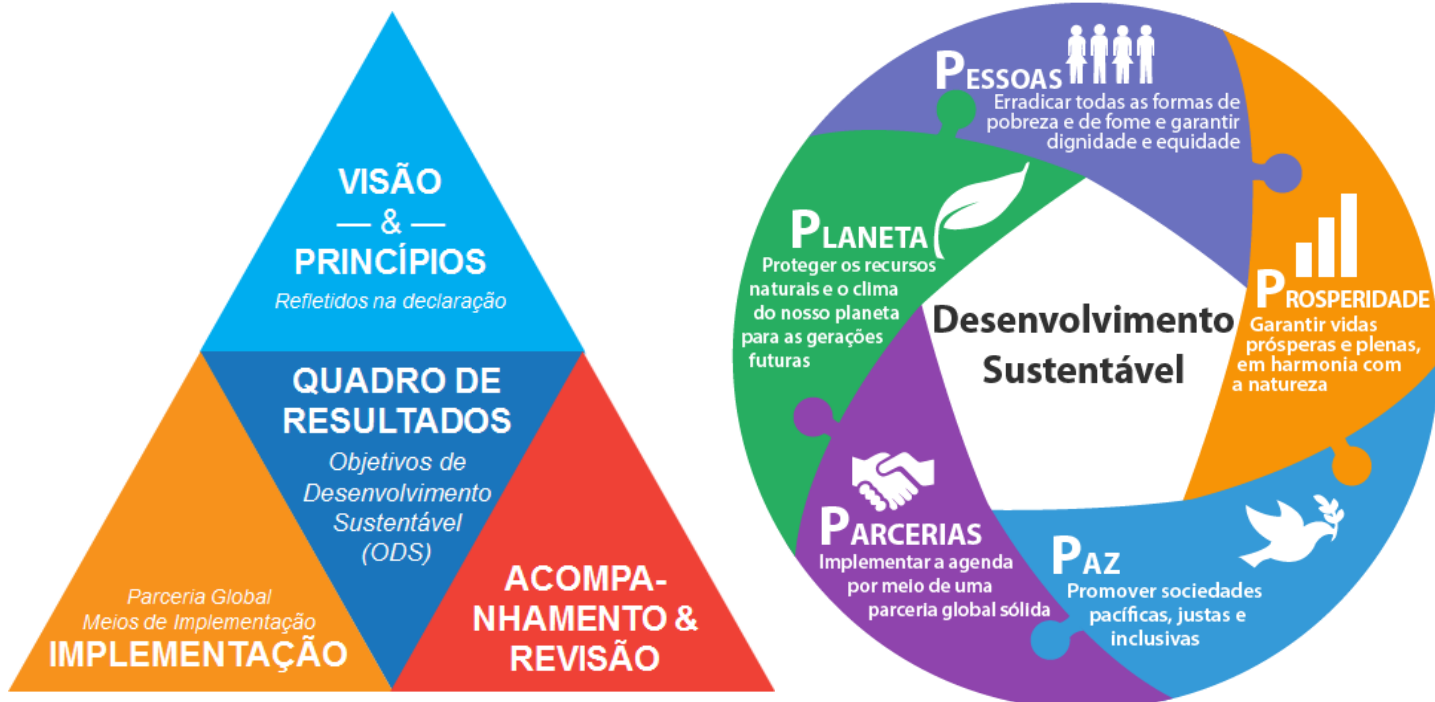 VISÃO
— & —
PRINCÍPIOS
Refletidos na declaração
QUADRO DE
RESULTADOS
Objetivos de
Desenvolvimento
Sustentável
(ODS)
Parceria Global
Meios de Implementação
IMPLEMENTAÇÃO
ACOMPA-
NHAMENTO &
REVISÃO
PESSOAS
Erradicar todas as formas de
pobreza e de fome e garantir
dignidade e equidade
PLANETA
Proteger os recursos
naturais e o clima
do nosso planeta
para as gerações
futuras
PROSPERIDADE
Garantir vidas
prósperas e plenas,
em harmonia com
a natureza
Desenvolvimento
Sustentável
PARCERIAS
Implementar a agenda
por meio de uma
parceria global sólida
PAZ
Promover sociedades
pacíficas, justas e
inclusivas